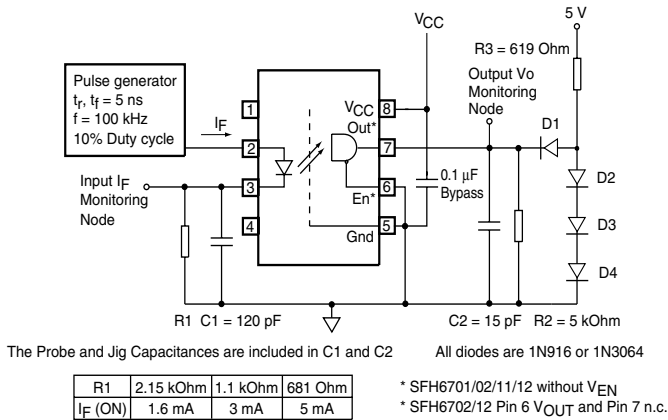 VCC
5 V
R3 = 619 Ohm
Output Vo
Monitoring
Node
Pulse generator
tr, tf = 5 ns
f = 100 kHz
10% Duty cycle
IF
1
2
3
4
VCC
Out*
En*
Gnd
8
7
6
5
D1
D2
D3
D4
0.1 µF
Bypass
Input IF
Monitoring
Node
R1
C1 = 120 pF
C2 = 15 pF
R2 = 5 kOhm
The Probe and Jig Capacitances are included in C1 and C2
All diodes are 1N916 or 1N3064
R1 2.15 kOhm 1.1 kOhm 681 Ohm
IF (ON) 1.6 mA 3 mA 5 mA
* SFH6701/02/11/12 without VEN
* SFH6702/12 Pin 6 VOUT and Pin 7 n.c.